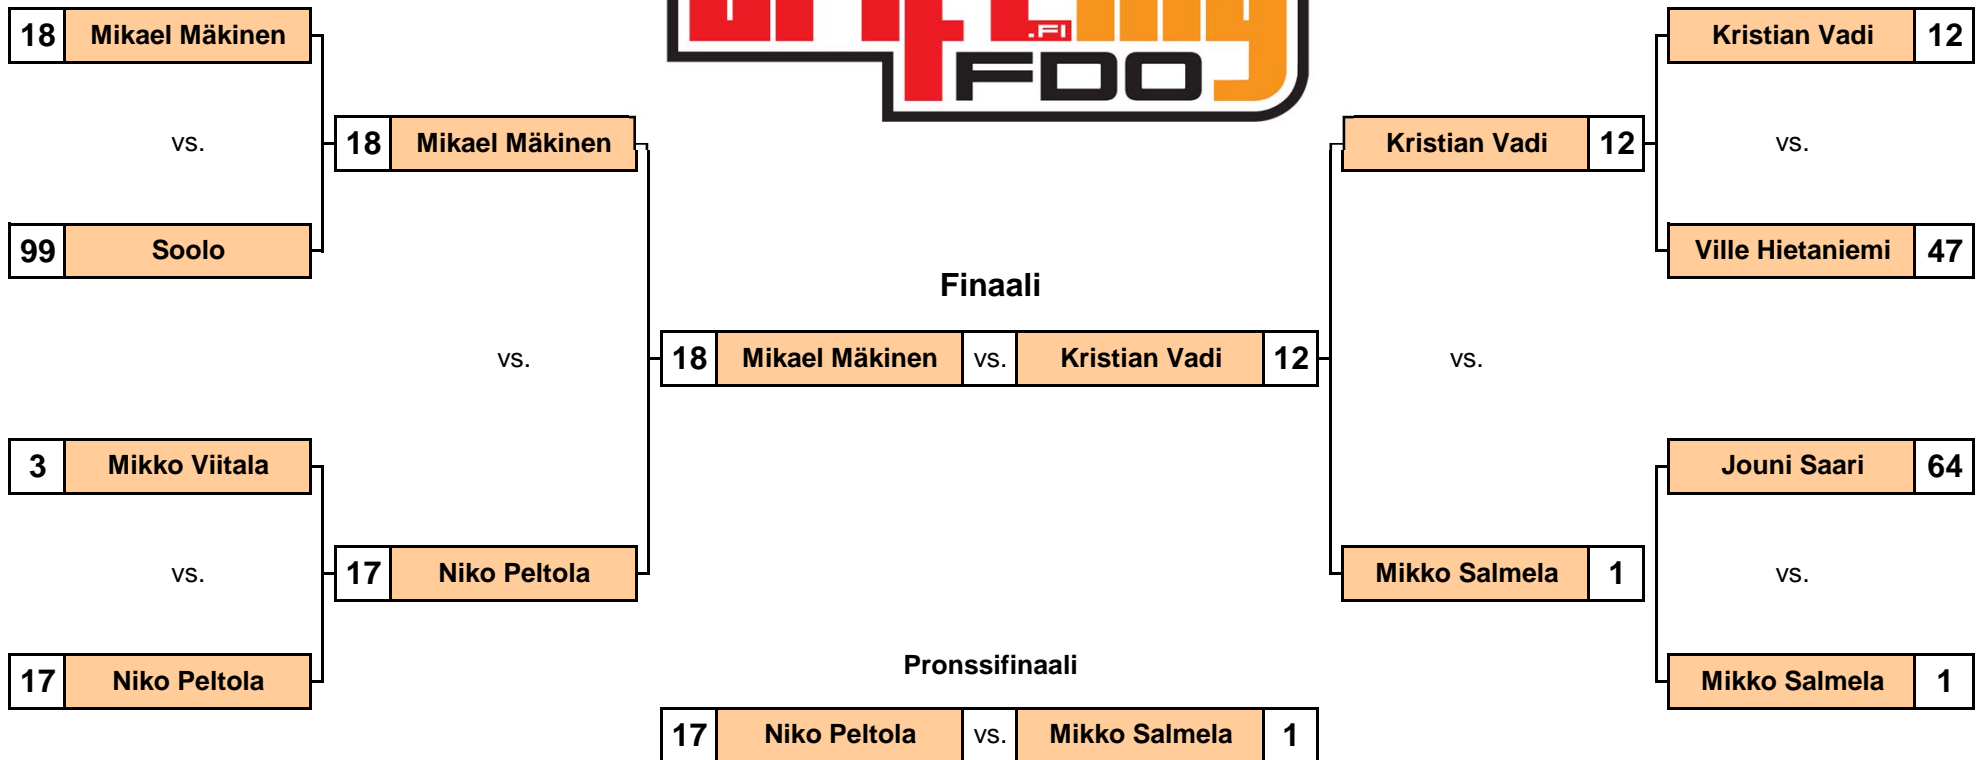 .FI
FDO
18 Mikael Mäkinen
vs.
99 Soolo
3 Mikko Viitala
vs.
17 Niko Peltola
18 Mikael Mäkinen
vs.
17 Niko Peltola
Finaali
18 Mikael Mäkinen vs. Kristian Vadi 12
Pronssifinaali
17 Niko Peltola vs. Mikko Salmela 1
Kristian Vadi 12
vs.
Mikko Salmela 1
Kristian Vadi 12
vs.
Ville Hietaniemi 47
Jouni Saari 64
vs.
Mikko Salmela 1